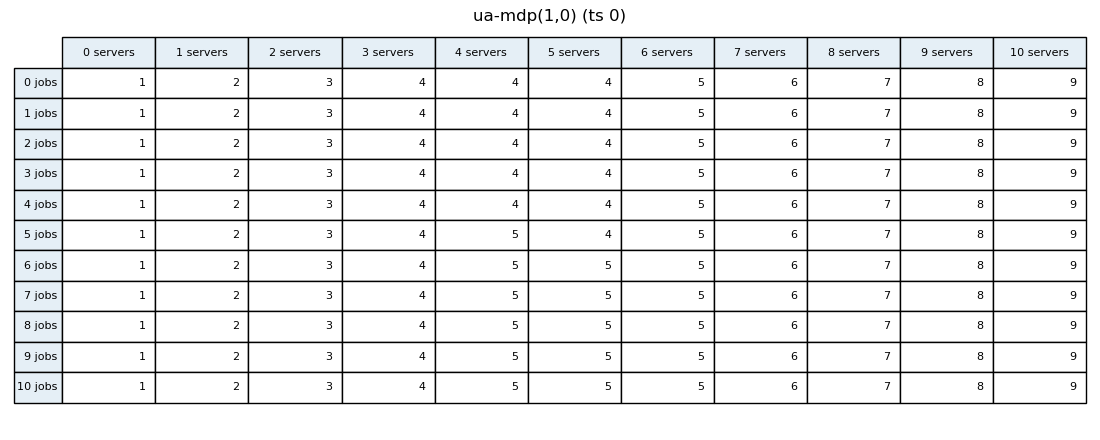 ua-mdp(1,0) (ts 0)
0 servers 1 servers 2 servers 3 servers 4 servers 5 servers 6 servers 7 servers 8 servers 9 servers 10 servers
0 jobs 1 2 3 4 4 4 5 6 7 8 9
1 jobs 1 2 3 4 4 4 5 6 7 8 9
2 jobs 1 2 3 4 4 4 5 6 7 8 9
3 jobs 1 2 3 4 4 4 5 6 7 8 9
4 jobs 1 2 3 4 4 4 5 6 7 8 9
5 jobs 1 2 3 4 5 4 5 6 7 8 9
6 jobs 1 2 3 4 5 5 5 6 7 8 9
7 jobs 1 2 3 4 5 5 5 6 7 8 9
8 jobs 1 2 3 4 5 5 5 6 7 8 9
9 jobs 1 2 3 4 5 5 5 6 7 8 9
10 jobs 1 2 3 4 5 5 5 6 7 8 9